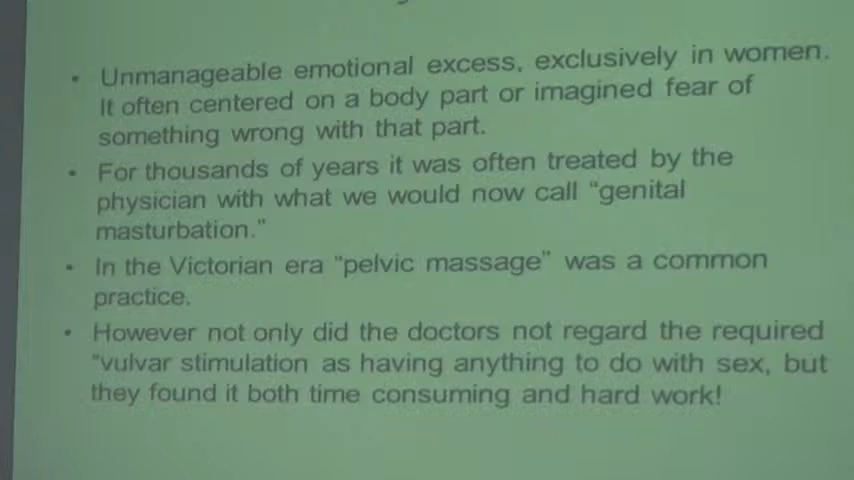 • Unmanageable emotional excess, exclusively in women.
It often centered on a body part or imagined fear of
something wrong with that part.
• For thousands of years it was often treated by the
physician with what we would now call “genital
masturbation.”
• In the Victorian era “pelvic massage” was a common
practice.
• However not only did the doctors not regard the required
“vulvar stimulation as having anything to do with sex, but
they found it both time consuming and hard work!